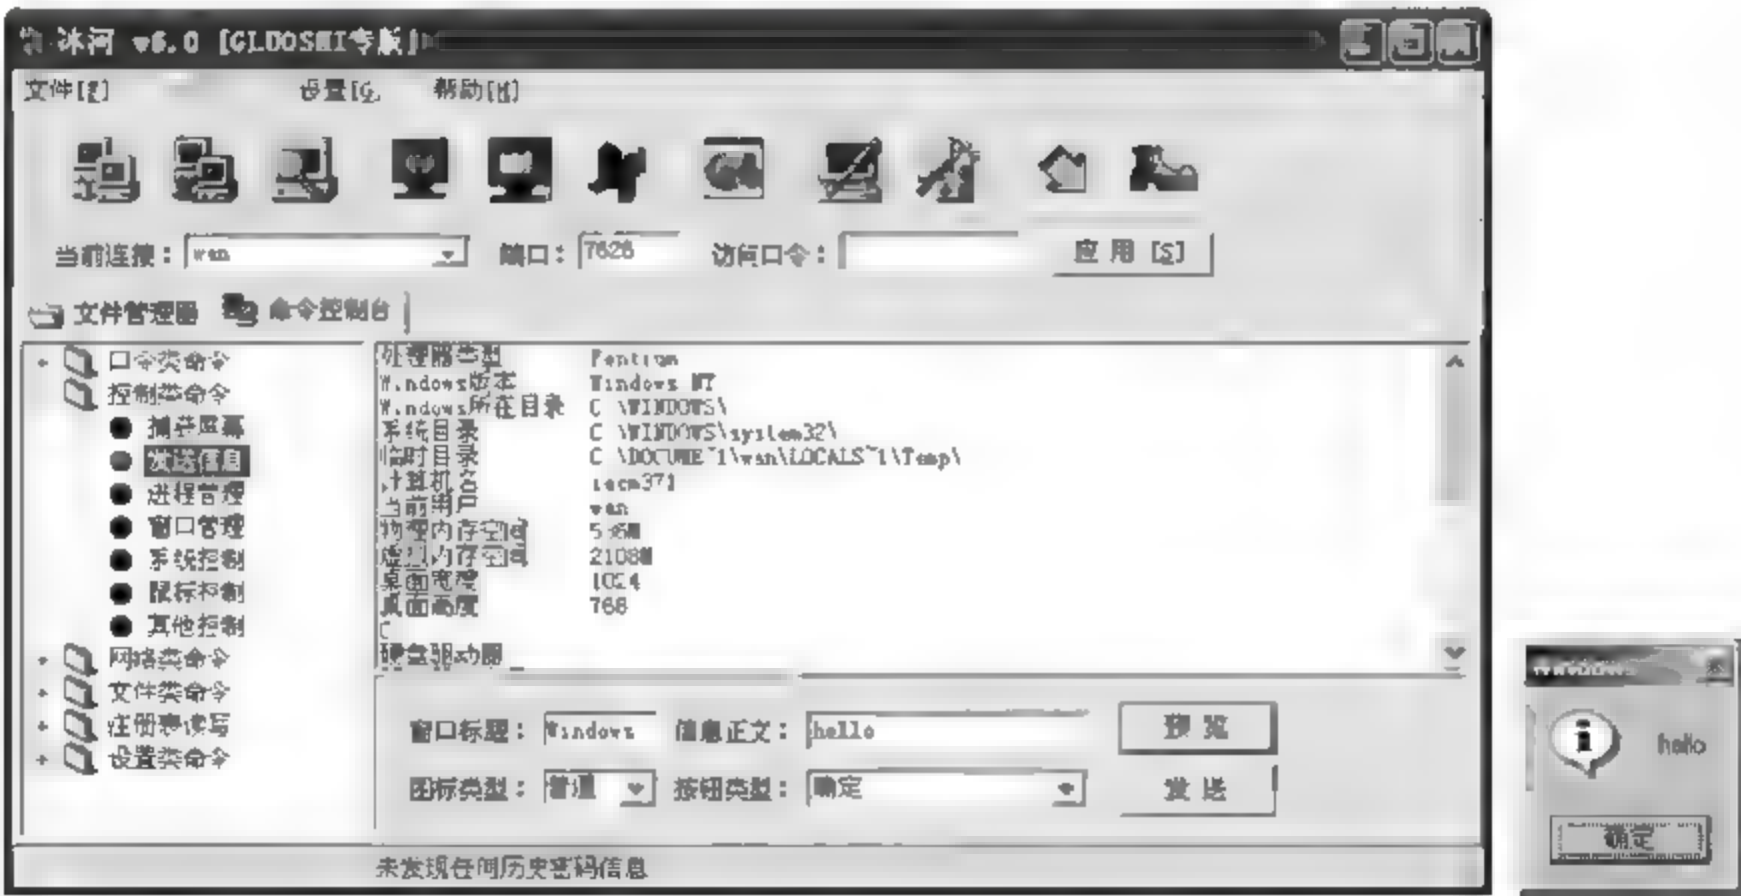 冰河 v6.0 [GLDOSHI专版]
文件[F] 设置[G] 帮助[H]
当前连接： wan 端口： 7626 访问口令： 应 用 [S]
文件管理器 命令控制台
口令类命令
控制类命令
捕获屏幕
发送信息
进程管理
窗口管理
系统控制
鼠标控制
其他控制
网络类命令
文件类命令
注册表读写
设置类命令
处理器类型 Pentium
Windows版本 Windows NT
Windows所在目录 C \WINDOWS\
系统目录 C \WINDOWS\system32\
临时目录 C \DOCUME~1\wan\LOCALS~1\Temp\
计算机名
当前用户 wan
物理内存空间
虚拟内存空间 2108M
桌面宽度 1024
桌面高度 768
硬盘驱动器
窗口标题： Windows 信息正文： hello 预 览
图标类型： 普通 按钮类型： 确定 发 送
未发现任何历史密码信息
Windows
hello
确定